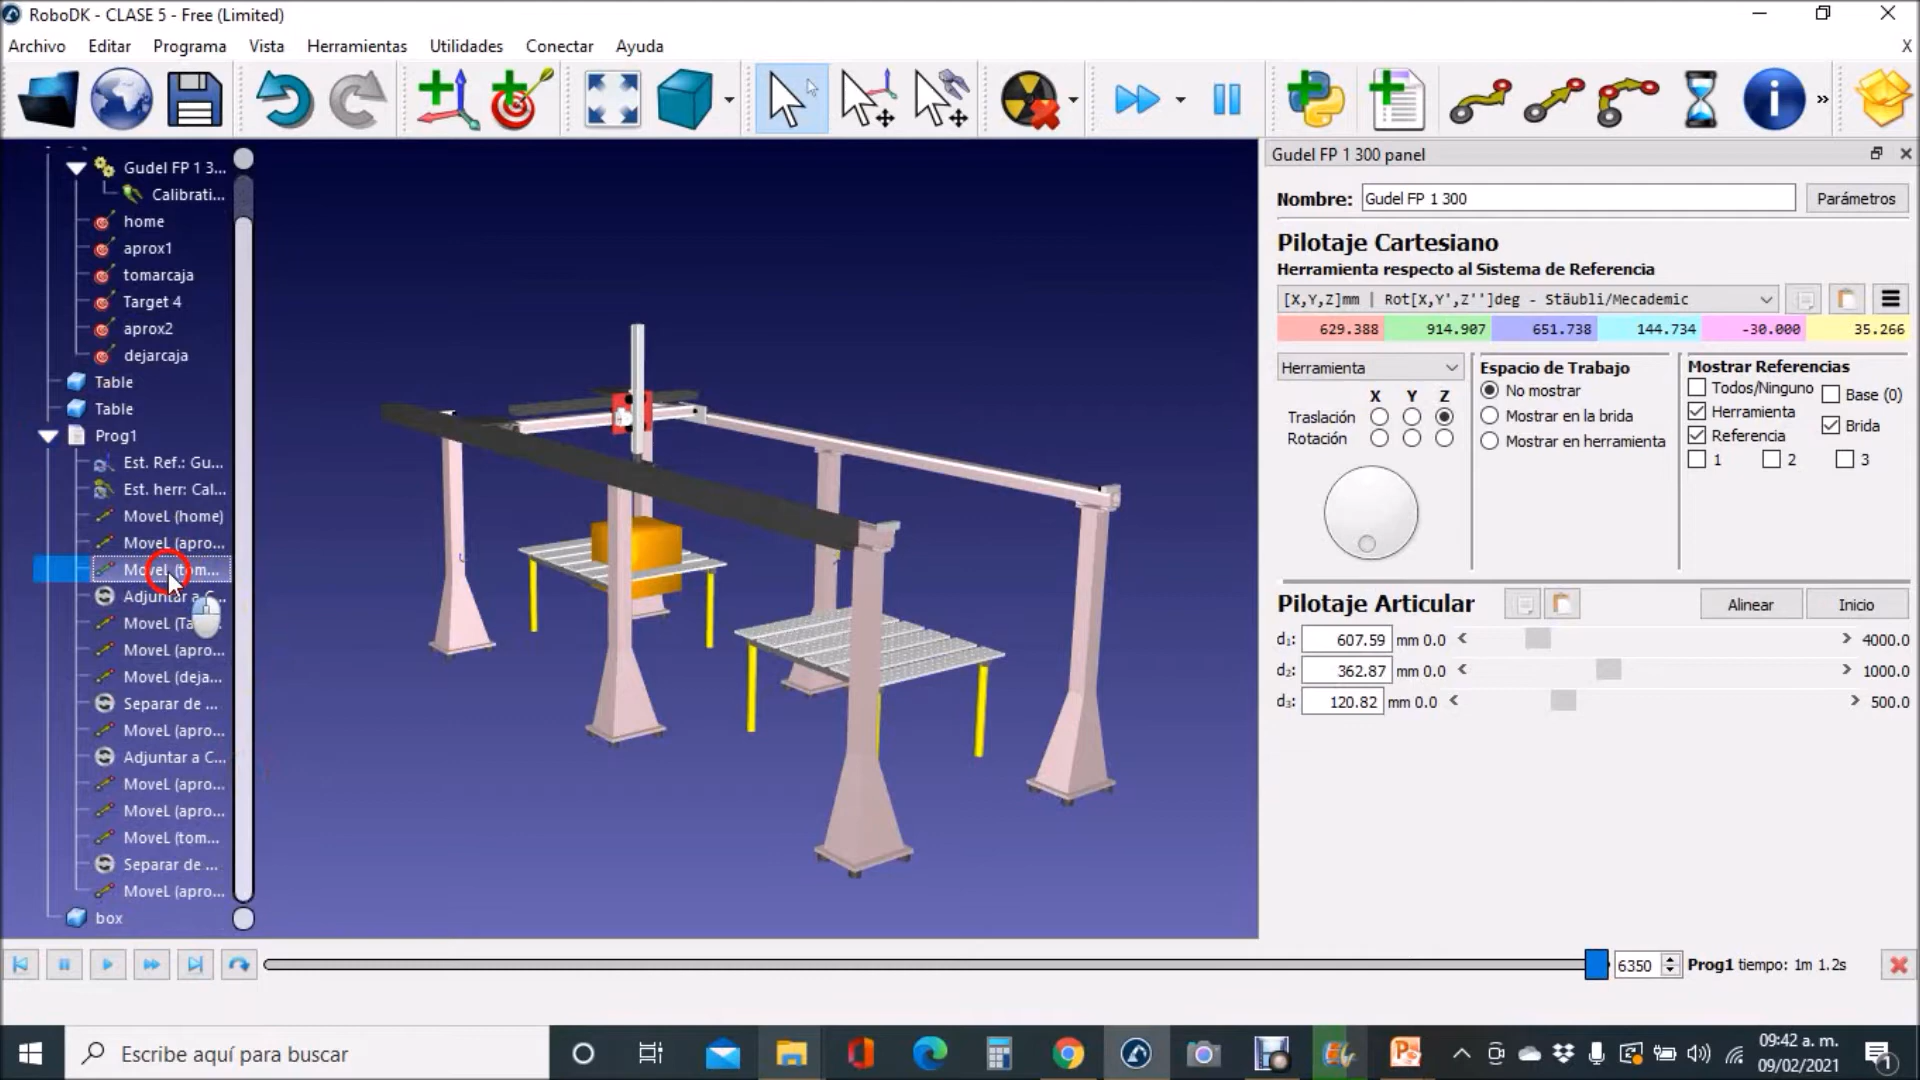 RoboDK - CLASE 5 - Free (Limited)
Archivo Editar Programa Vista Herramientas Utilidades Conectar Ayuda X
»
Gudel FP 1 3...
Calibrati...
home
aprox1
tomarcaja
Target 4
aprox2
dejarcaja
Table
Table
Prog1
Est. Ref.: Gu...
Est. herr: Cal...
MoveL (home)
MoveL (apro...
MoveL (tom...
Adjuntar a C...
MoveL (Ta
MoveL (apro...
MoveL (deja...
Separar de ...
MoveL (apro...
Adjuntar a C...
MoveL (apro...
MoveL (apro...
MoveL (tom...
Separar de ...
MoveL (apro...
box
Gudel FP 1 300 panel
Nombre: Gudel FP 1 300 Parámetros
Pilotaje Cartesiano
Herramienta respecto al Sistema de Referencia
[X,Y,Z]mm | Rot[X,Y',Z'']deg - Stäubli/Mecademic
629.388 914.907 651.738 144.734 -30.000 35.266
Herramienta
X Y Z
Traslación
Rotación
Espacio de Trabajo
No mostrar
Mostrar en la brida
Mostrar en herramienta
Mostrar Referencias
Todos/Ninguno Base (0)
Herramienta
Referencia Brida
1 2 3
Pilotaje Articular Alinear Inicio
d1: 607.59 mm 0.0 < > 4000.0
d2: 362.87 mm 0.0 < > 1000.0
d3: 120.82 mm 0.0 < > 500.0
6350 Prog1 tiempo: 1m 1.2s
Escribe aquí para buscar
09:42 a. m.
09/02/2021
1